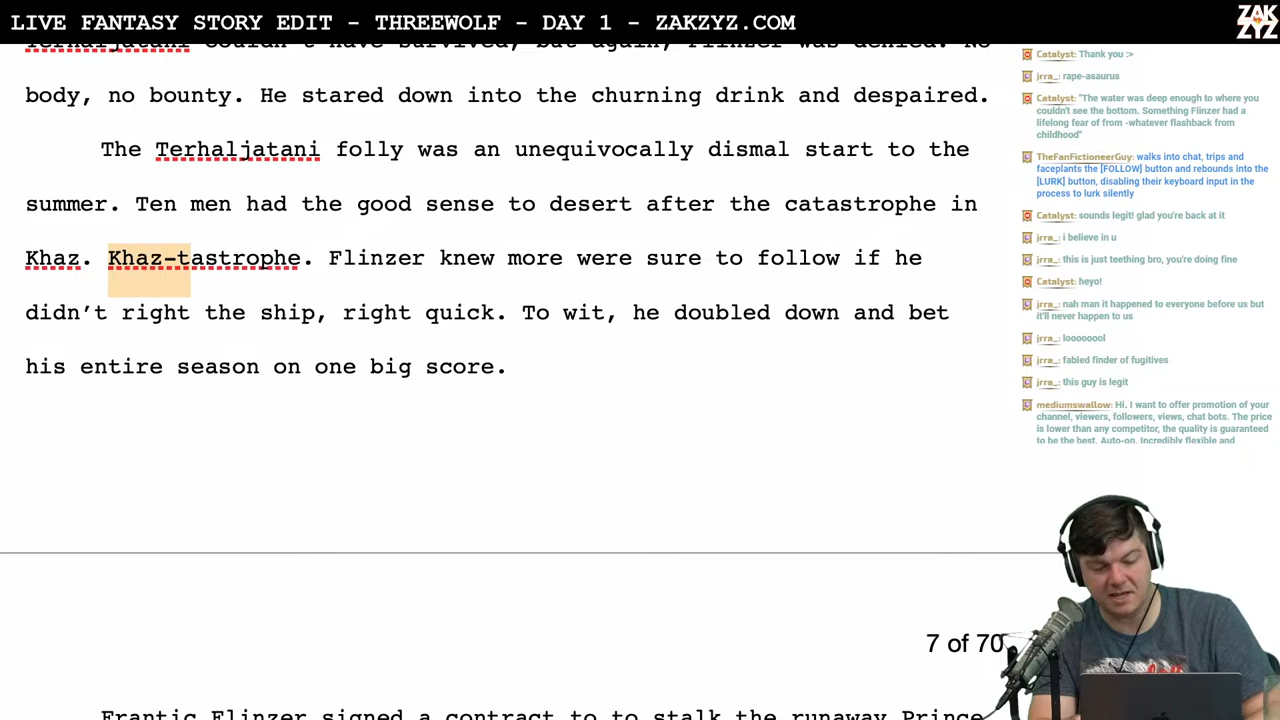 LIVE FANTASY STORY EDIT - THREEWOLF - DAY 1 - ZAKZYZ.COM
ZAK
ZYZ
Terhaljatani couldn't have survived, but again, Flinzer was denied. No
body, no bounty. He stared down into the churning drink and despaired.
The Terhaljatani folly was an unequivocally dismal start to the
summer. Ten men had the good sense to desert after the catastrophe in
Khaz. Khaz-tastrophe. Flinzer knew more were sure to follow if he
didn’t right the ship, right quick. To wit, he doubled down and bet
his entire season on one big score.
7 of 70
Frantic Flinzer signed a contract to to stalk the runaway Prince
Catalyst: Thank you :>
jrra_: rape-asaurus
Catalyst: "The water was deep enough to where you
couldn't see the bottom. Something Flinzer had a
lifelong fear of from -whatever flashback from
childhood"
TheFanFictioneerGuy: walks into chat, trips and
faceplants the [FOLLOW] button and rebounds into the
[LURK] button, disabling their keyboard input in the
process to lurk silently
Catalyst: sounds legit! glad you're back at it
jrra_: i believe in u
jrra_: this is just teething bro, you're doing fine
Catalyst: heyo!
jrra_: nah man it happened to everyone before us but
it'll never happen to us
jrra_: loooooool
jrra_: fabled finder of fugitives
jrra_: this guy is legit
mediumswallow: Hi. I want to offer promotion of your
channel, viewers, followers, views, chat bots. The price
is lower than any competitor, the quality is guaranteed
to be the best. Auto-on. Incredibly flexible and